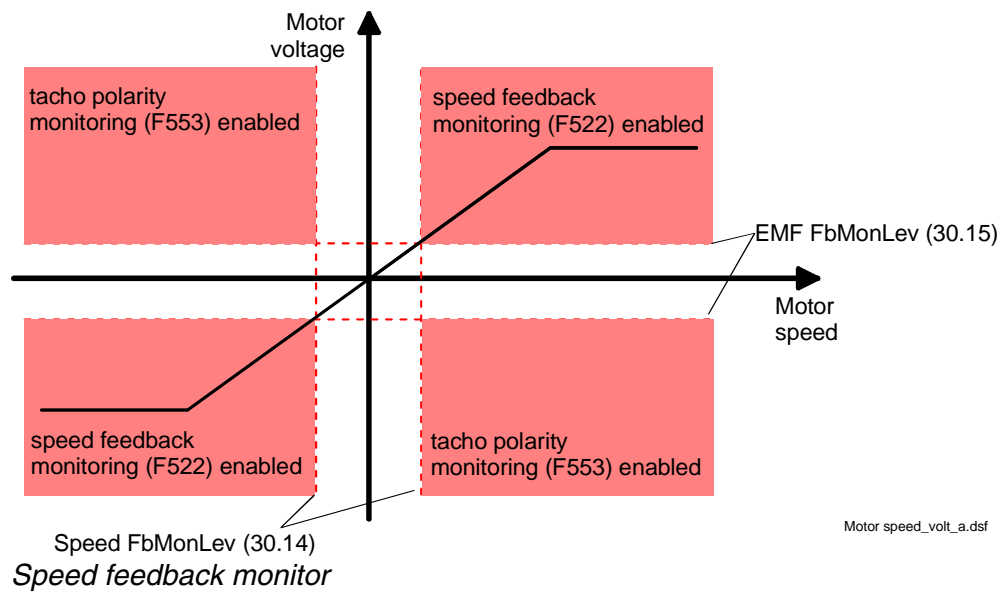 Motor
voltage
tacho polarity
monitoring (F553) enabled
speed feedback
monitoring (F522) enabled
EMF FbMonLev (30.15)
Motor
speed
speed feedback
monitoring (F522) enabled
tacho polarity
monitoring (F553) enabled
Motor speed_volt_a.dsf
Speed FbMonLev (30.14)
Speed feedback monitor